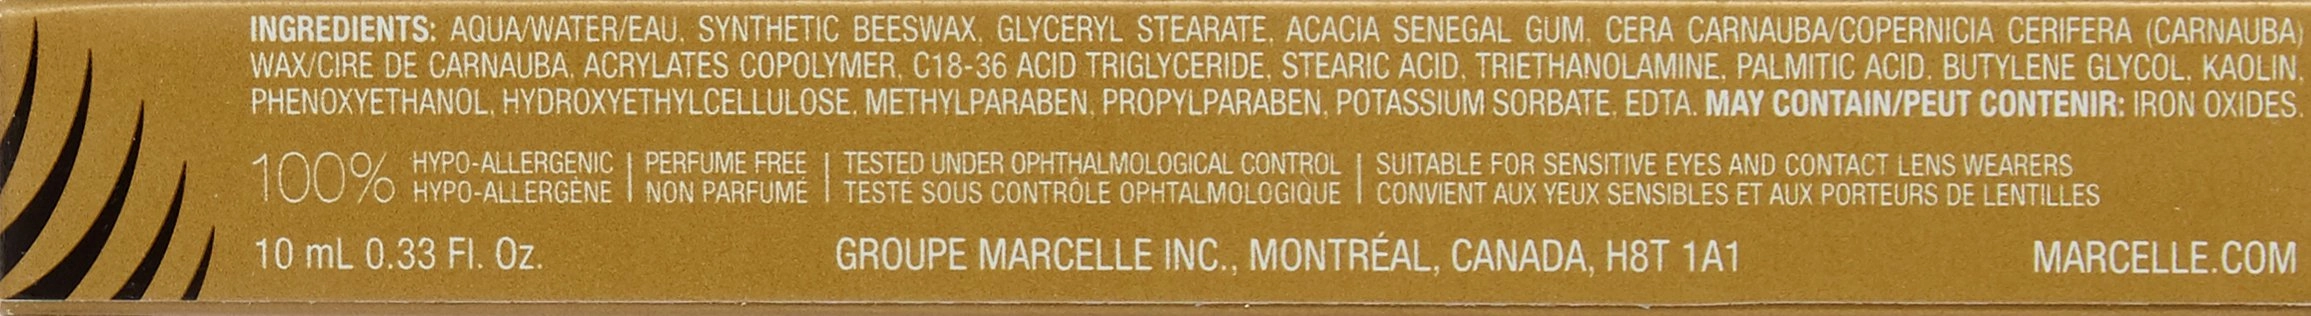 INGREDIENTS: AQUA/WATER/EAU, SYNTHETIC BEESWAX, GLYCERYL STEARATE, ACACIA SENEGAL GUM, CERA CARNAUBA/COPERNICIA CERIFERA (CARNAUBA)
WAX/CIRE DE CARNAUBA, ACRYLATES COPOLYMER, C18-36 ACID TRIGLYCERIDE, STEARIC ACID, TRIETHANOLAMINE, PALMITIC ACID, BUTYLENE GLYCOL, KAOLIN,
PHENOXYETHANOL, HYDROXYETHYLCELLULOSE, METHYLPARABEN, PROPYLPARABEN, POTASSIUM SORBATE, EDTA. MAY CONTAIN/PEUT CONTENIR: IRON OXIDES.
100% HYPO-ALLERGENIC | PERFUME FREE | TESTED UNDER OPHTHALMOLOGICAL CONTROL | SUITABLE FOR SENSITIVE EYES AND CONTACT LENS WEARERS
HYPO-ALLERGÈNE | NON PARFUMÉ | TESTÉ SOUS CONTRÔLE OPHTALMOLOGIQUE | CONVIENT AUX YEUX SENSIBLES ET AUX PORTEURS DE LENTILLES
10 mL 0.33 Fl. Oz. GROUPE MARCELLE INC., MONTRÉAL, CANADA, H8T 1A1 MARCELLE.COM